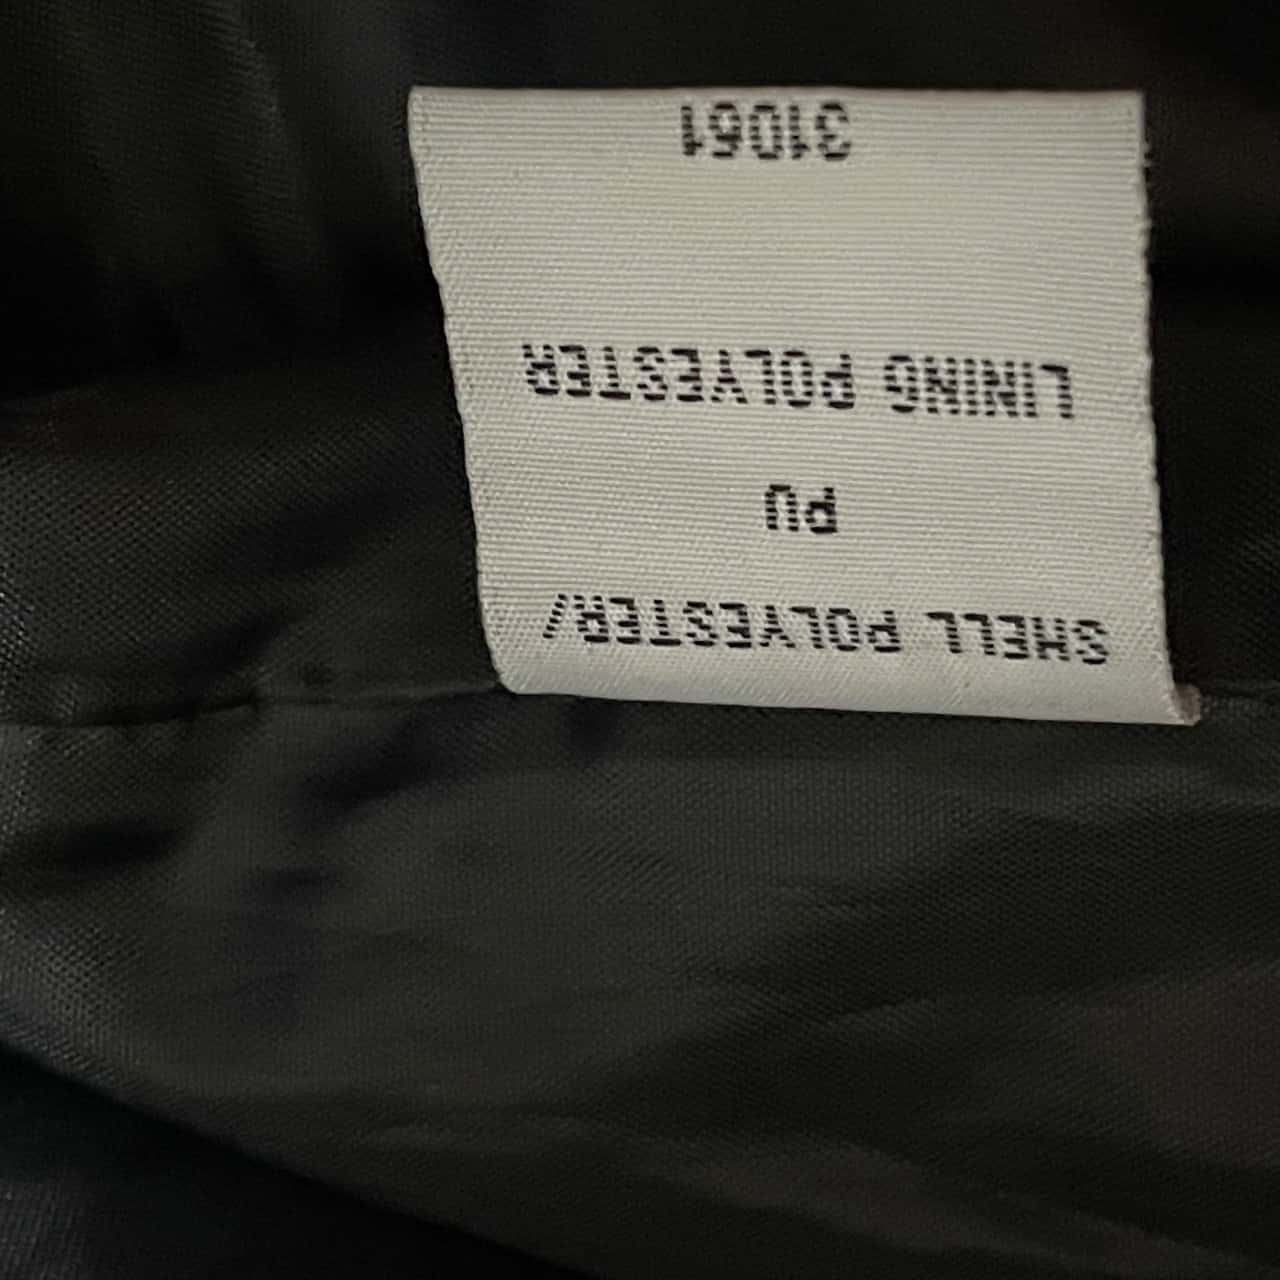 SHELL POLYESTER/
PU
LINING POLYESTER
31061